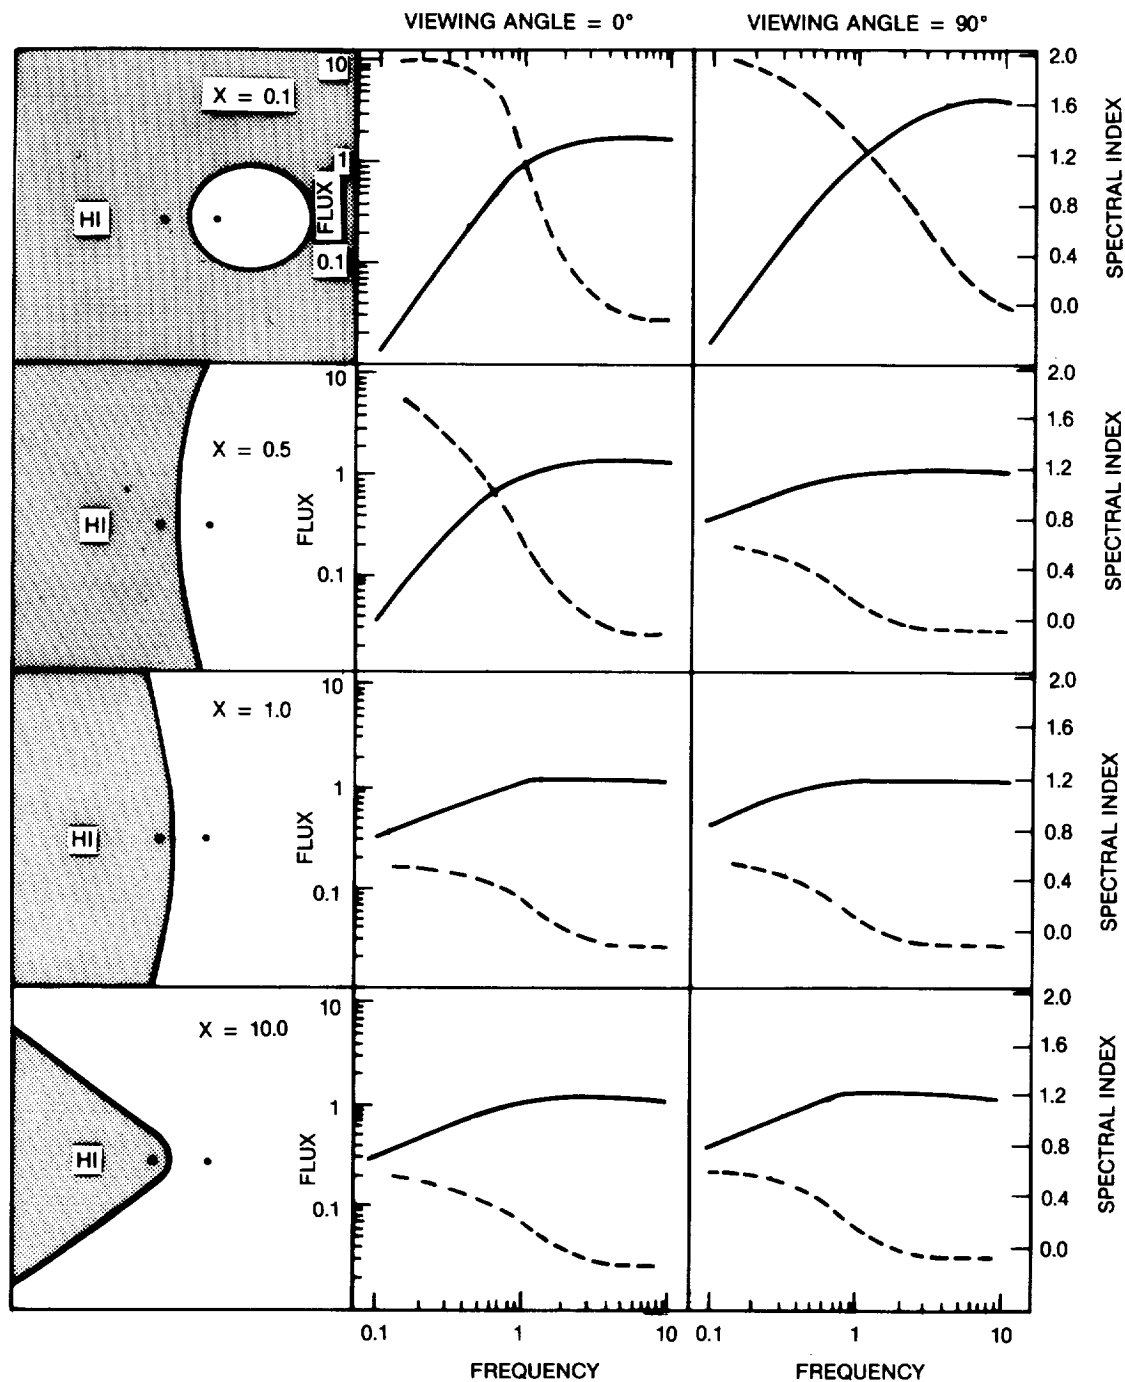 VIEWING ANGLE = 0°
VIEWING ANGLE = 90°
X = 0.1
HI
FLUX
10
1
0.1
2.0
1.6
1.2
0.8
0.4
0.0
SPECTRAL INDEX
X = 0.5
HI
FLUX
10
1
0.1
2.0
1.6
1.2
0.8
0.4
0.0
SPECTRAL INDEX
X = 1.0
HI
FLUX
10
1
0.1
2.0
1.6
1.2
0.8
0.4
0.0
SPECTRAL INDEX
X = 10.0
HI
FLUX
10
1
0.1
2.0
1.6
1.2
0.8
0.4
0.0
SPECTRAL INDEX
0.1 1 10
0.1 1 10
FREQUENCY
FREQUENCY